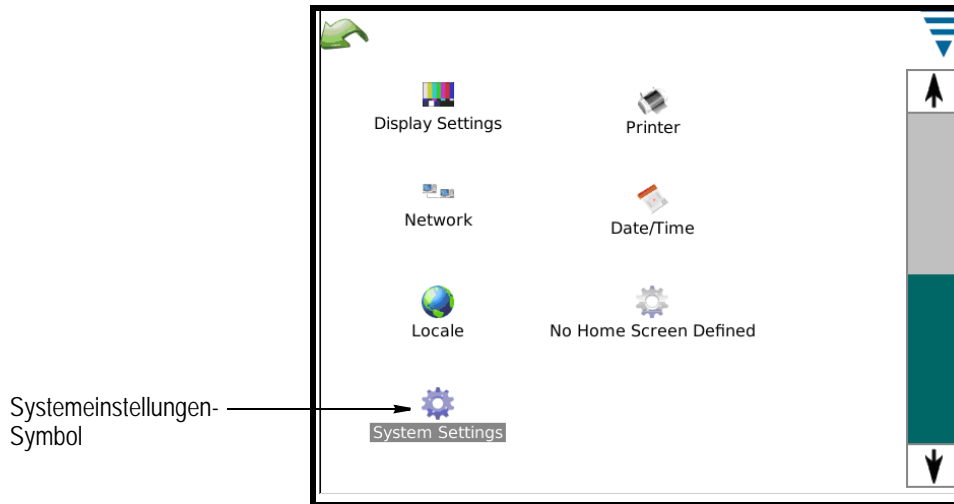 Display Settings
Printer
Network
Date/Time
Locale
No Home Screen Defined
Systemeinstellungen-
Symbol
System Settings